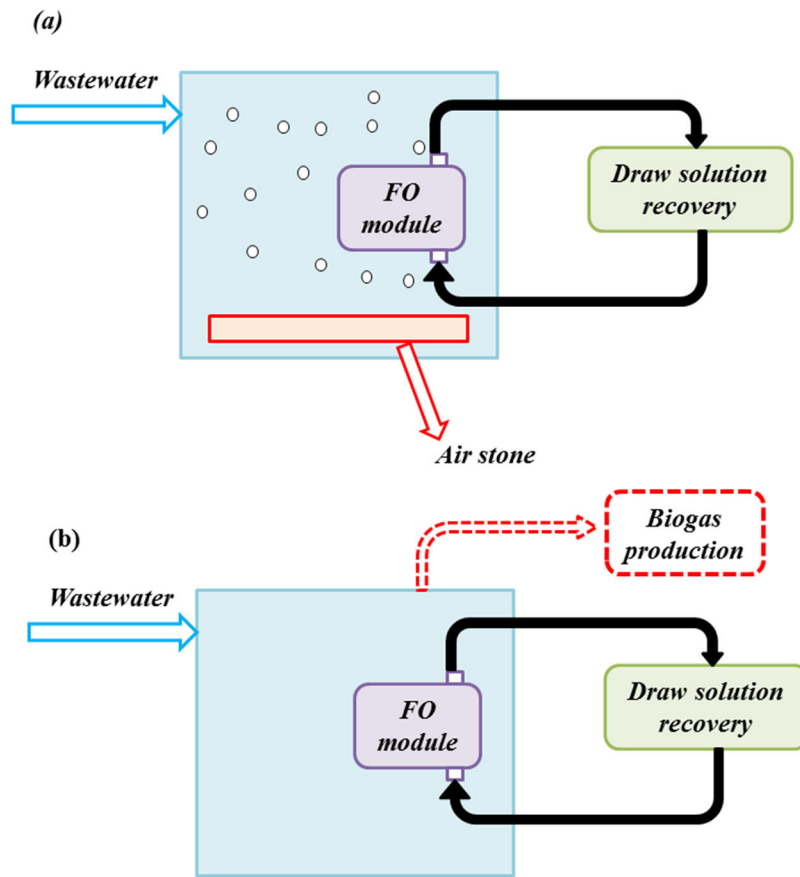 (a)
Wastewater
FO
module
Draw solution
recovery
Air stone
(b)
Biogas
production
Wastewater
FO
module
Draw solution
recovery